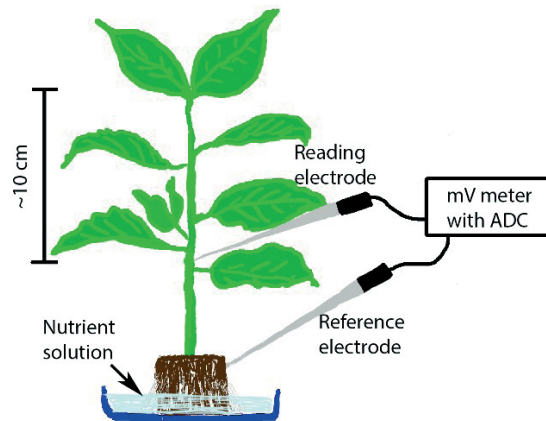 ~10 cm
Reading
electrode
mV meter
with ADC
Nutrient
solution
Reference
electrode